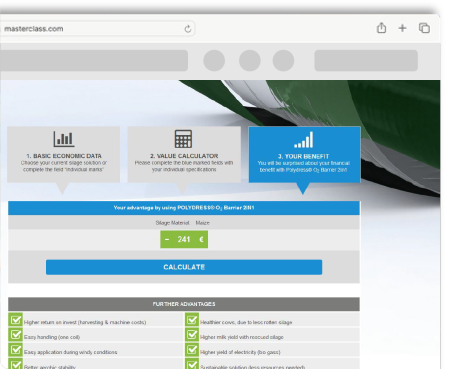 masterclass.com
1. BASIC ECONOMIC DATA
Choose your current silage solution or
complete the field "individual marks"
2. VALUE CALCULATOR
Please complete the blue marked fields with
your individual specifications
3. YOUR BENEFIT
You will be surprised about your financial
benefit with Polydress® O₂ Barrier 2in1
Your advantage by using POLYDRESS® O₂ Barrier 2IN1
Silage Material Maize
- 241 €
CALCULATE
FURTHER ADVANTAGES
Higher return on invest (harvesting & machine costs)
Healthier cows, due to less rotten silage
Easy handling (one coil)
Higher milk yield with rescued silage
Easy application during windy conditions
Higher yield of electricity (bio gass)
Better aerobic stability
Sustainable solution (less resources needed)